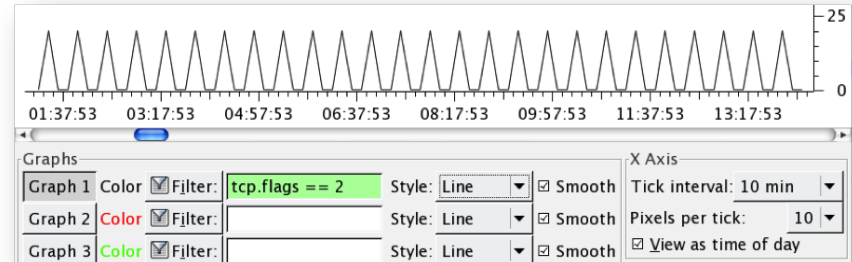 25
0
01:37:53 03:17:53 04:57:53 06:37:53 08:17:53 09:57:53 11:37:53 13:17:53
Graphs X Axis
Graph 1 Color Filter: tcp.flags == 2 Style: Line Smooth Tick interval: 10 min
Graph 2 Color Filter: Style: Line Smooth Pixels per tick: 10
Graph 3 Color Filter: Style: Line Smooth View as time of day